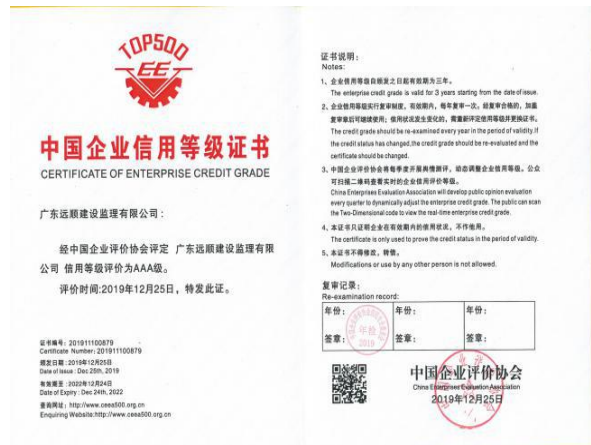 TOP500
EE
中国企业信用等级证书
CERTIFICATE OF ENTERPRISE CREDIT GRADE
广东远顺建设监理有限公司：
经中国企业评价协会评定 广东远顺建设监理有限
公司 信用等级评价为AAA级。
评价时间:2019年12月25日，特发此证。
证书编号: 201911100879
Certificate Number: 201911100879
颁发日期:2019年12月25日
Date of Issue : Dec 25th, 2019
有效期至 :2022年12月24日
Date of Expiry : Dec 24th, 2022
查询网址: http://www.ceea500.org.cn
Enquiring Website:http://www.ceea500.org.cn
证书说明：
Notes:
1、企业信用等级自颁发之日起有效期为三年。
The enterprise credit grade is valid for 3 years starting from the date of issue.
2、企业信用等级实行复审制度，有效期内，每年复审一次，经复审合格的，加盖
复审章后可继续使用；信用状况发生变化的，需重新评定信用等级并更换证书。
The credit grade should be re-examined every year in the period of validity.If
the credit status has changed,the credit grade should be re-evaluated and the
certificate should be changed.
3、中国企业评价协会将每季度开展舆情测评，动态调整企业信用等级。公众
可扫描二维码查看实时的企业信用评价等级。
China Enterprises Evaluation Association will develop public opinion evaluation
every quarter to dynamically adjust the enterprise credit grade. The public can scan
the Two-Dimensional code to view the real-time enterprise credit grade.
4、本证书只证明企业在有效期内的信用状况，不作他用。
The certificate is only used to prove the credit status in the period of validity.
5、本证书不得修改，转借。
Modifications or use by any other person is not allowed.
复审记录：
Re-examination record:
年份： 年份： 年份：
年检
2019
签章： 签章： 签章：
中国企业评价协会
China Enterprises Evaluation Association
2019年12月25日